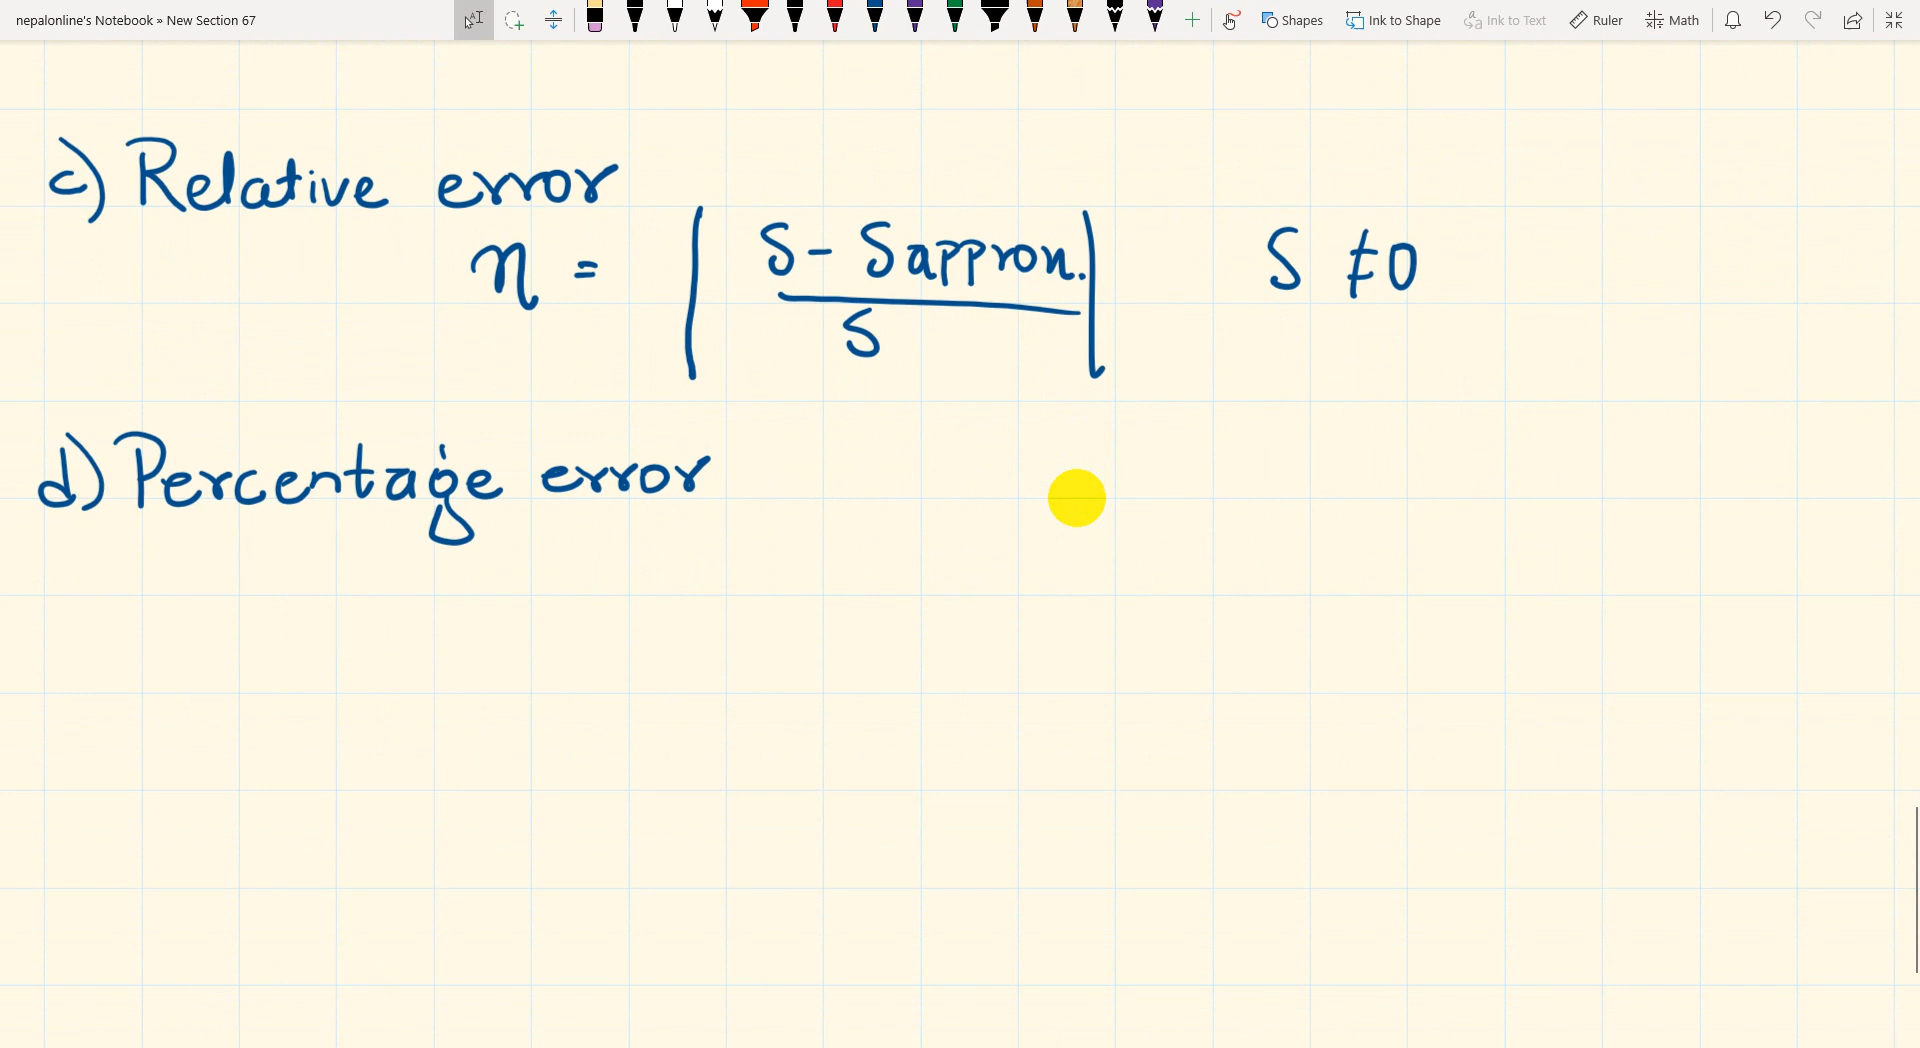 nepalonline's Notebook » New Section 67
Shapes
Ink to Shape
Ink to Text
Ruler
Math
c) Relative error
η = | S - Sappron. | S ≠ 0
S
d) Percentage error